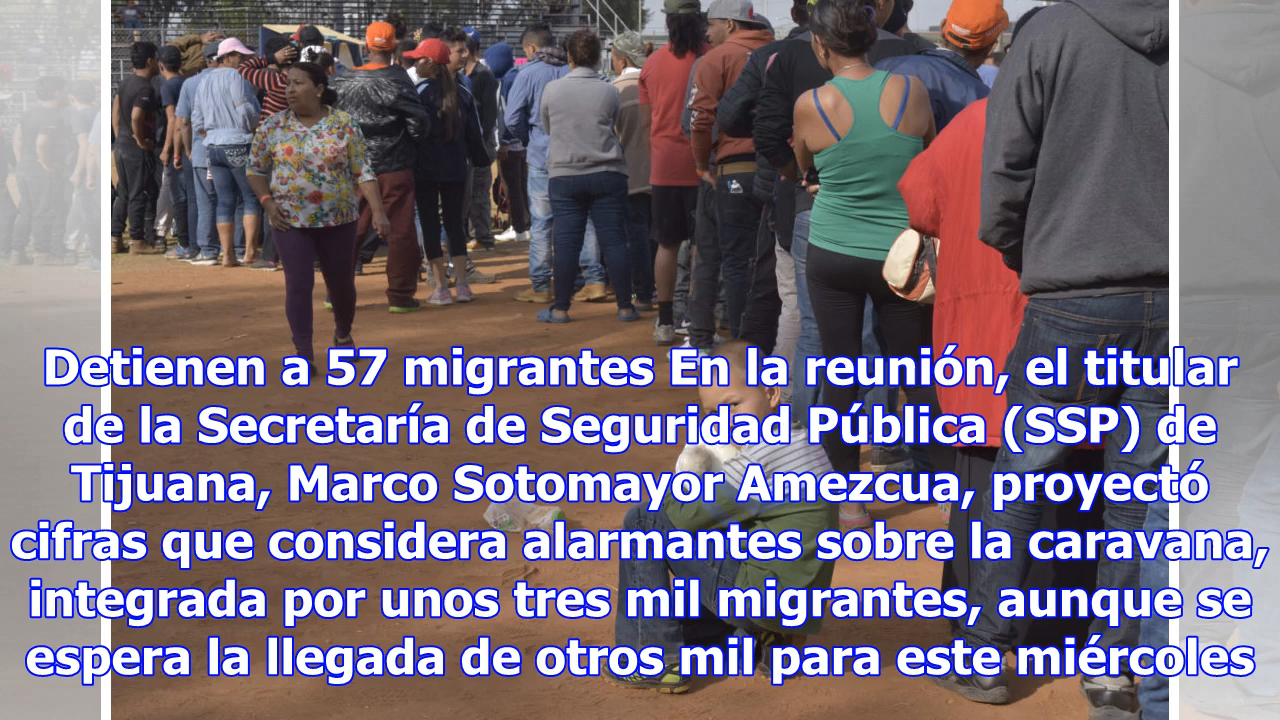 Detienen a 57 migrantes En la reunión, el titular
de la Secretaría de Seguridad Pública (SSP) de
Tijuana, Marco Sotomayor Amezcua, proyectó
cifras que considera alarmantes sobre la caravana,
integrada por unos tres mil migrantes, aunque se
espera la llegada de otros mil para este miércoles